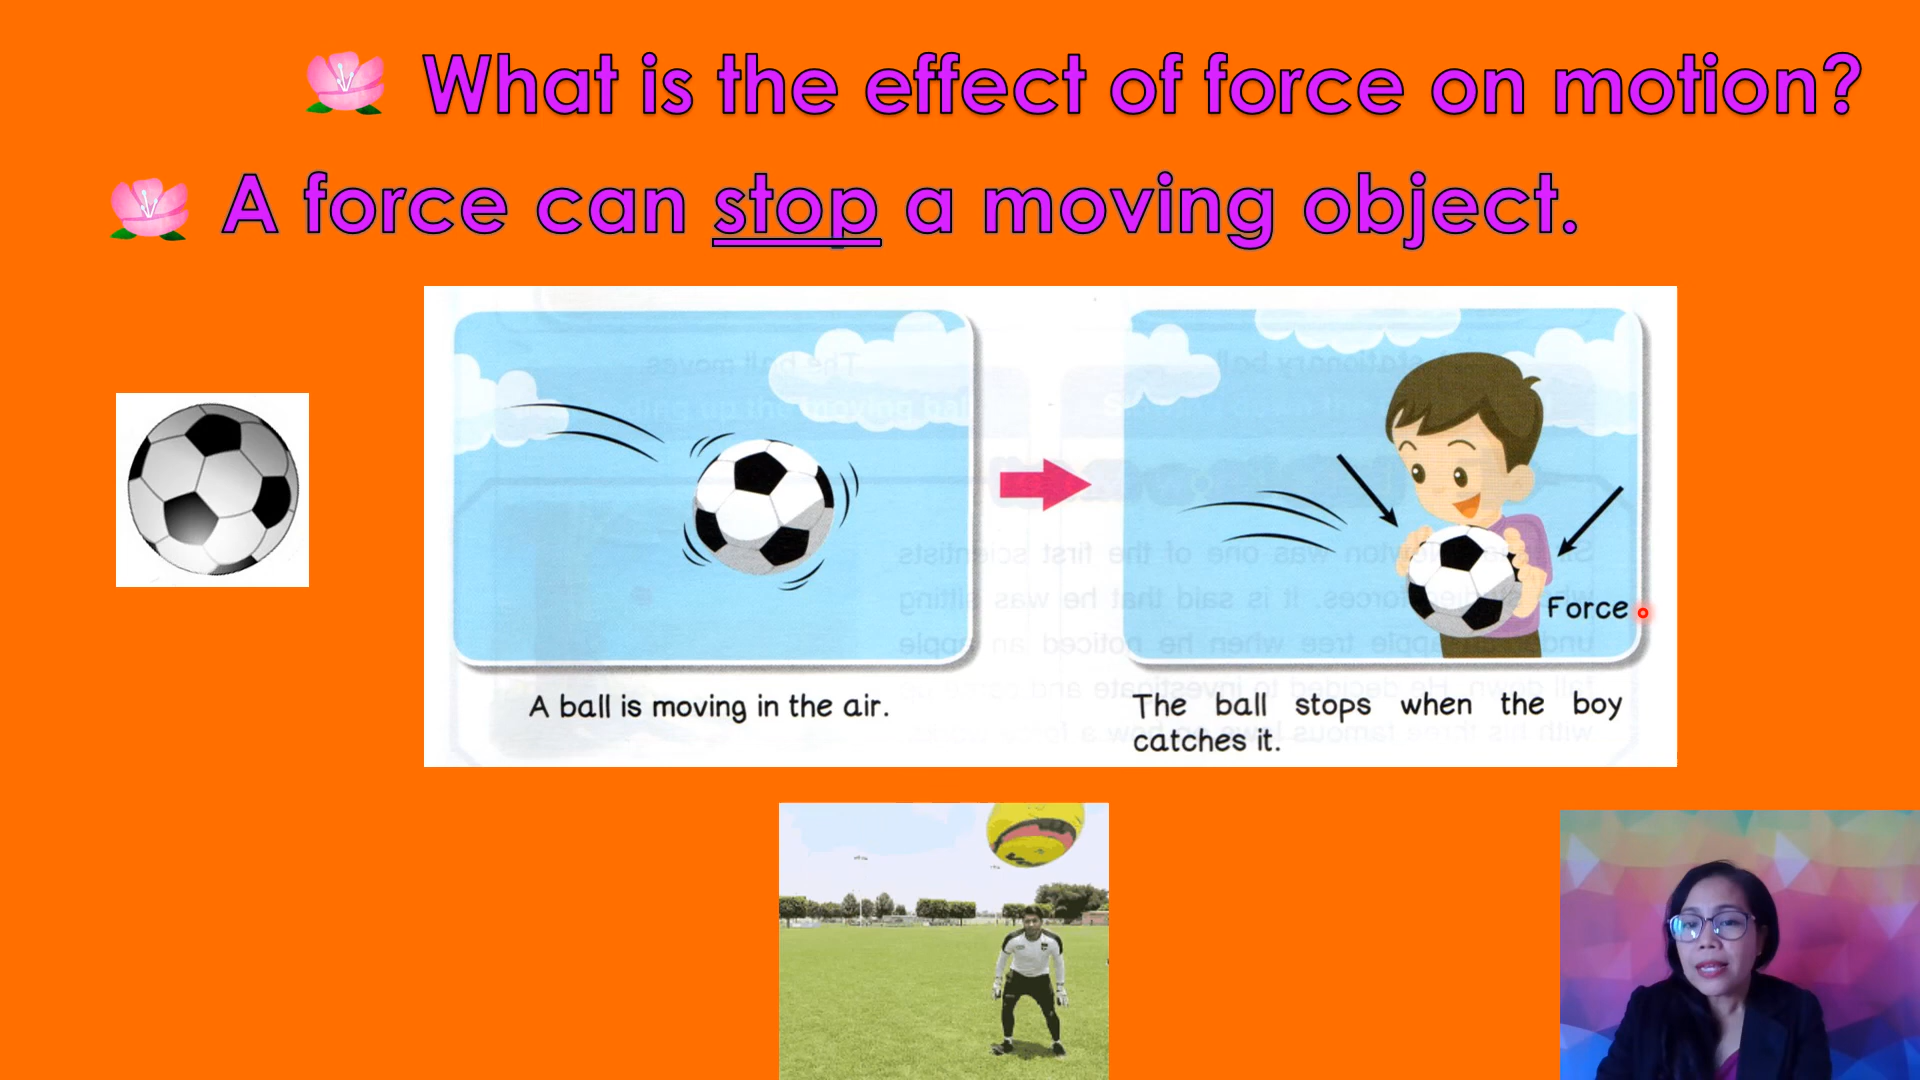 What is the effect of force on motion?
A force can stop a moving object.
Force
A ball is moving in the air.
The ball stops when the boy
catches it.